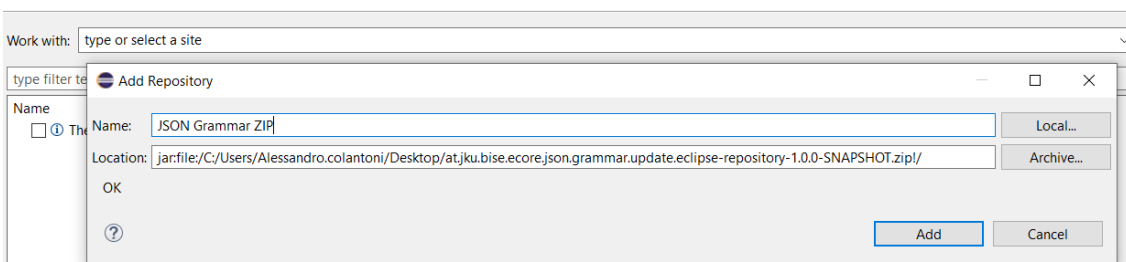 Work with: type or select a site
type filter te
Add Repository
Name
The
Name: JSON Grammar ZIP
Local...
Location: jar:file:/C:/Users/Alessandro.colantoni/Desktop/at.jku.bise.ecore.json.grammar.update.eclipse-repository-1.0.0-SNAPSHOT.zip!/
Archive...
OK
?
Add
Cancel